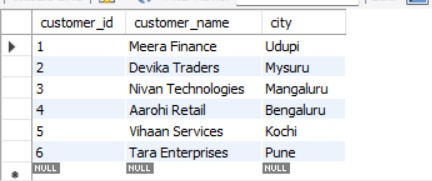 customer_id customer_name city
1 Meera Finance Udupi
2 Devika Traders Mysuru
3 Nivan Technologies Mangaluru
4 Aarohi Retail Bengaluru
5 Vihaan Services Kochi
6 Tara Enterprises Pune
NULL NULL NULL